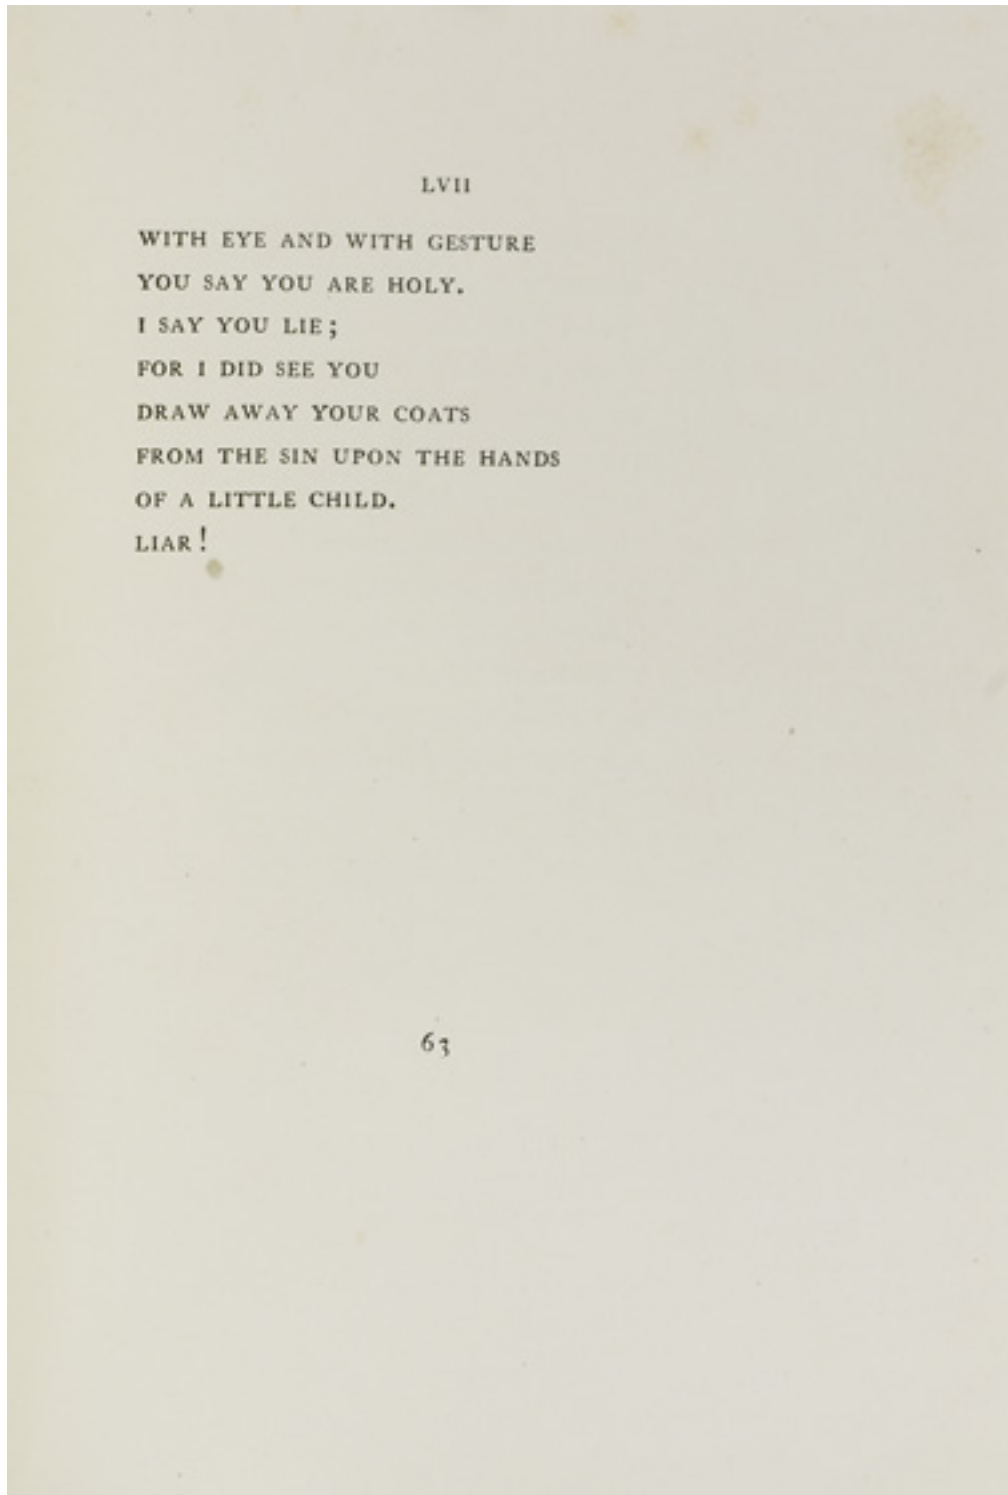 LVII
WITH EYE AND WITH GESTURE
YOU SAY YOU ARE HOLY.
I SAY YOU LIE;
FOR I DID SEE YOU
DRAW AWAY YOUR COATS
FROM THE SIN UPON THE HANDS
OF A LITTLE CHILD.
LIAR!
63